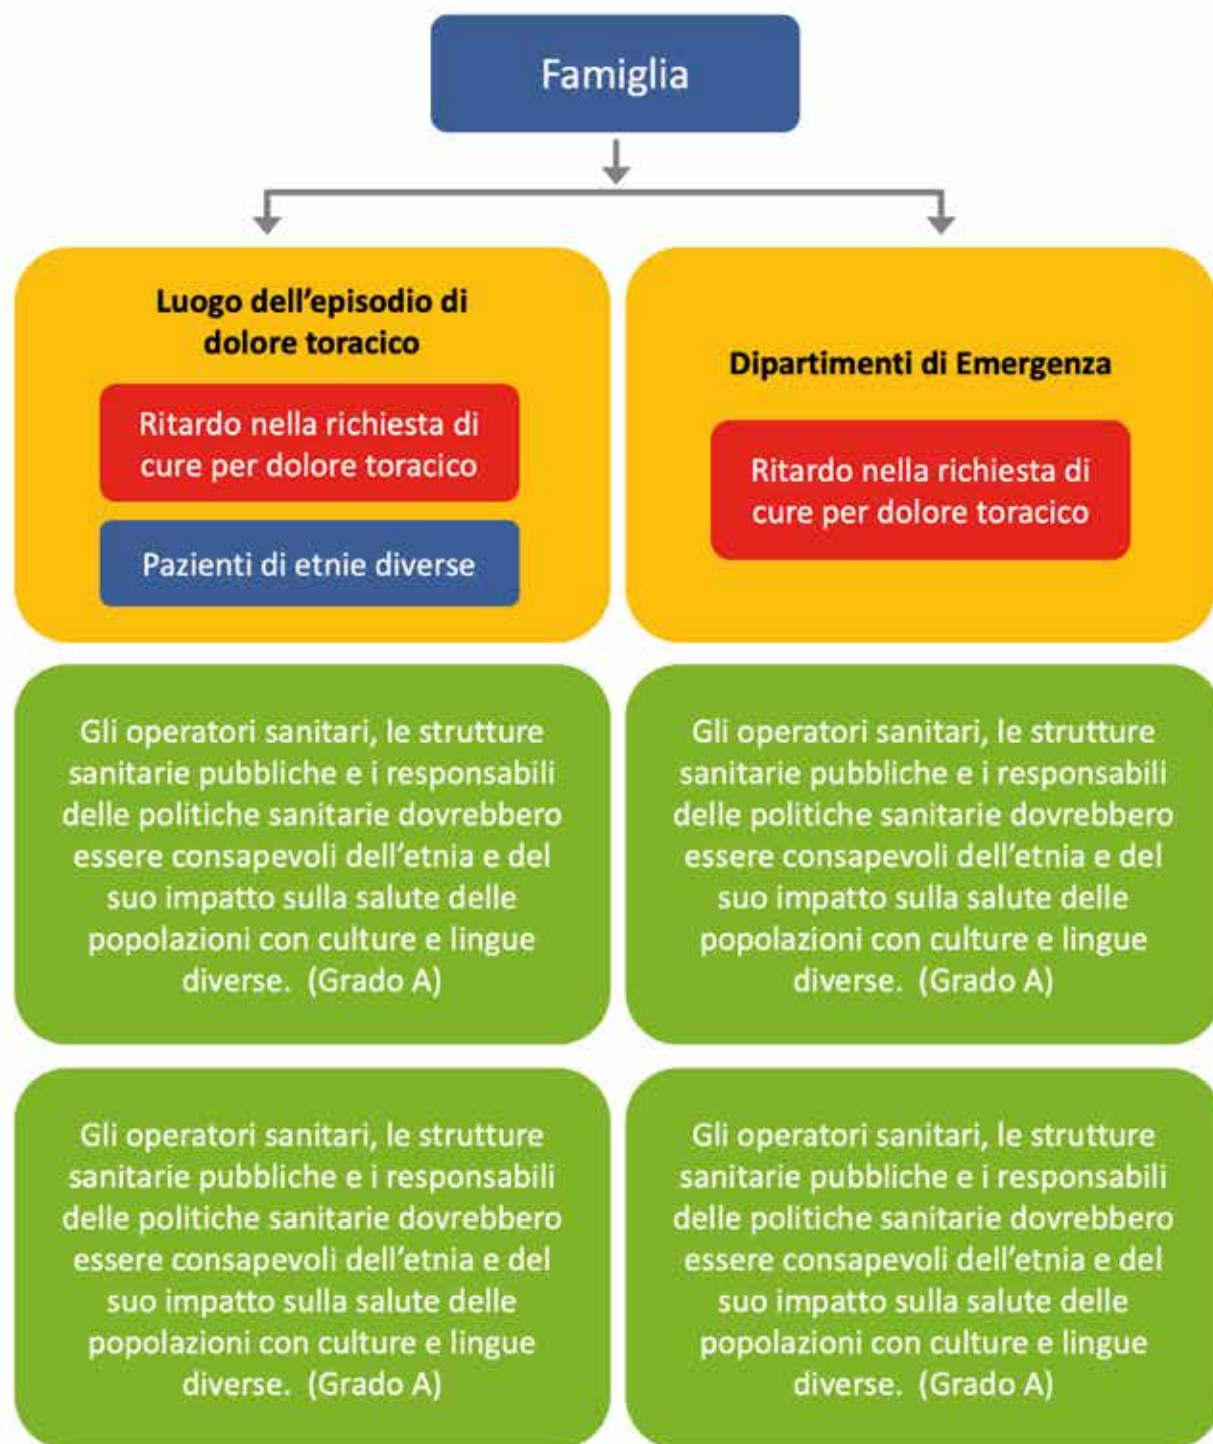 Famiglia
Luogo dell’episodio di
dolore toracico
Ritardo nella richiesta di
cure per dolore toracico
Pazienti di etnie diverse
Dipartimenti di Emergenza
Ritardo nella richiesta di
cure per dolore toracico
Gli operatori sanitari, le strutture
sanitarie pubbliche e i responsabili
delle politiche sanitarie dovrebbero
essere consapevoli dell’etnia e del
suo impatto sulla salute delle
popolazioni con culture e lingue
diverse.  (Grado A)
Gli operatori sanitari, le strutture
sanitarie pubbliche e i responsabili
delle politiche sanitarie dovrebbero
essere consapevoli dell’etnia e del
suo impatto sulla salute delle
popolazioni con culture e lingue
diverse.  (Grado A)
Gli operatori sanitari, le strutture
sanitarie pubbliche e i responsabili
delle politiche sanitarie dovrebbero
essere consapevoli dell’etnia e del
suo impatto sulla salute delle
popolazioni con culture e lingue
diverse.  (Grado A)
Gli operatori sanitari, le strutture
sanitarie pubbliche e i responsabili
delle politiche sanitarie dovrebbero
essere consapevoli dell’etnia e del
suo impatto sulla salute delle
popolazioni con culture e lingue
diverse.  (Grado A)